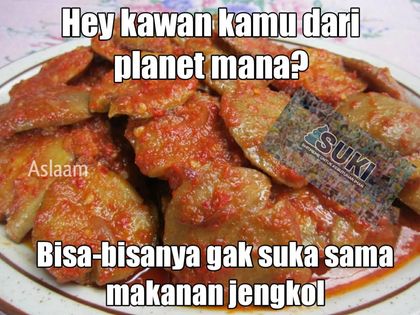 Hey kawan kamu dari
planet mana?
SUKI
Aslaam
Bisa-bisanya gak suka sama
makanan jengkol